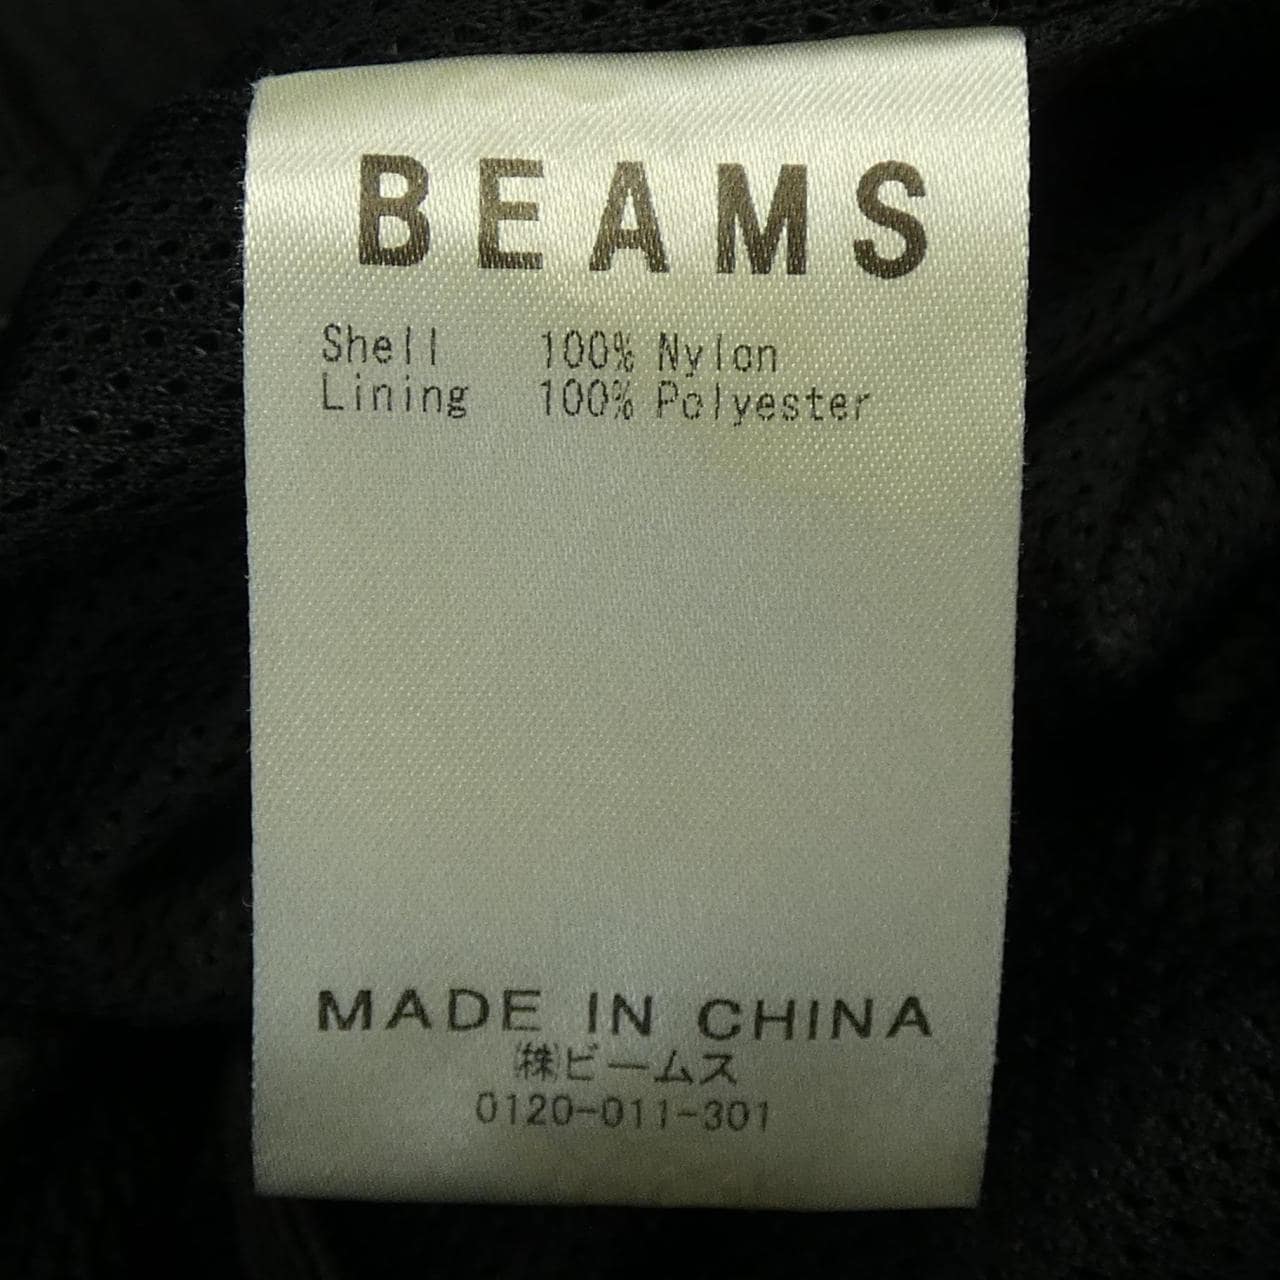 BEAMS
Shell 100% Nylon
Lining 100% Polyester
MADE IN CHINA
㈱ビームス
0120-011-301